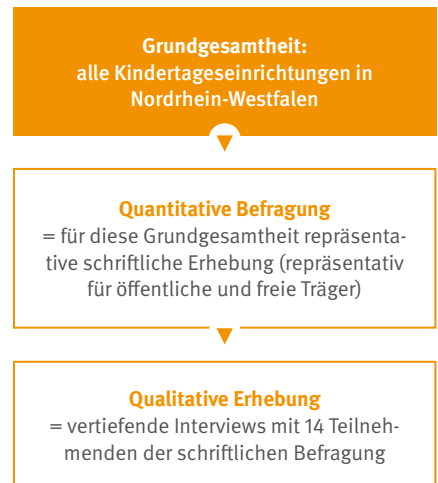 Grundgesamtheit:
alle Kindertageseinrichtungen in
Nordrhein-Westfalen
Quantitative Befragung
= für diese Grundgesamtheit repräsenta-
tive schriftliche Erhebung (repräsentativ
für öffentliche und freie Träger)
Qualitative Erhebung
= vertiefende Interviews mit 14 Teilneh-
menden der schriftlichen Befragung